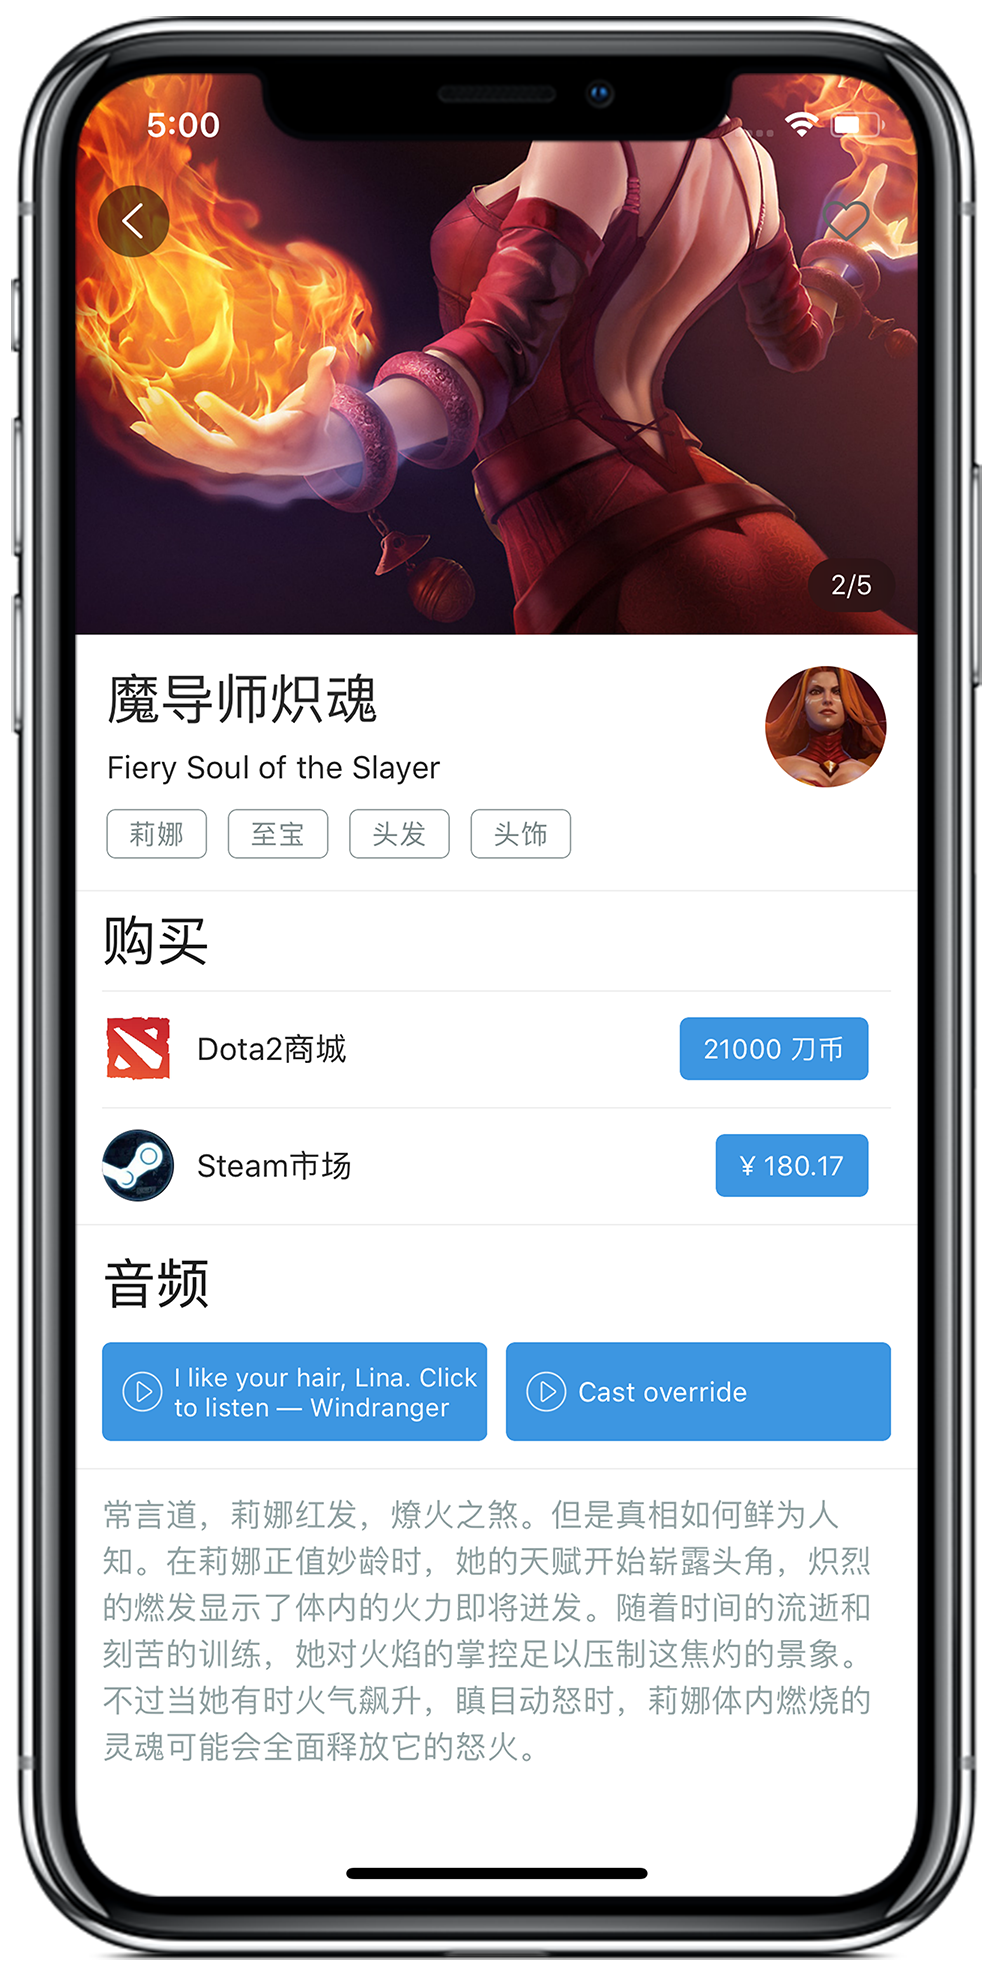 5:00
2/5
魔导师炽魂
Fiery Soul of the Slayer
莉娜 至宝 头发 头饰
购买
Dota2商城 21000 刀币
Steam市场 ¥ 180.17
音频
I like your hair, Lina. Click
to listen — Windranger
Cast override
常言道，莉娜红发，燎火之煞。但是真相如何鲜为人
知。在莉娜正值妙龄时，她的天赋开始崭露头角，炽烈
的燃发显示了体内的火力即将迸发。随着时间的流逝和
刻苦的训练，她对火焰的掌控足以压制这焦灼的景象。
不过当她有时火气飙升，瞋目动怒时，莉娜体内燃烧的
灵魂可能会全面释放它的怒火。